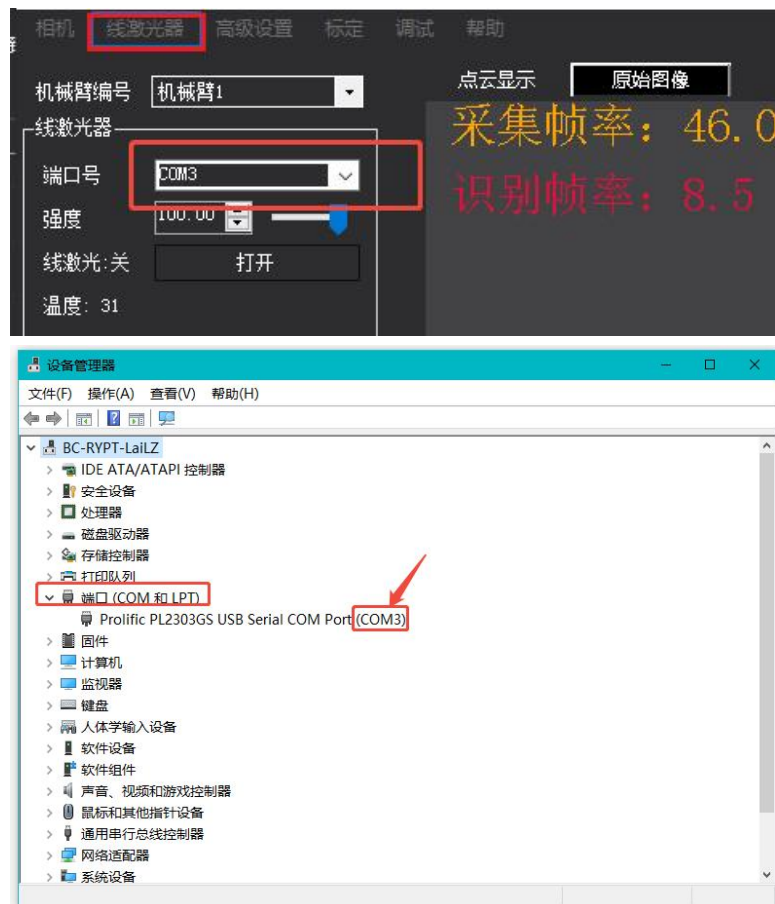 相机 线激光器 高级设置 标定 调试 帮助
机械臂编号 机械臂1
点云显示 原始图像
线激光器
采集帧率：46.0
端口号 COM3
识别帧率：8.5
强度 100.00
线激光:关 打开
温度: 31
设备管理器
文件(F) 操作(A) 查看(V) 帮助(H)
BC-RYPT-LaiLZ
IDE ATA/ATAPI 控制器
安全设备
处理器
磁盘驱动器
存储控制器
打印队列
端口 (COM 和 LPT)
Prolific PL2303GS USB Serial COM Port (COM3)
固件
计算机
监视器
键盘
人体学输入设备
软件设备
软件组件
声音、视频和游戏控制器
鼠标和其他指针设备
通用串行总线控制器
网络适配器
系统设备